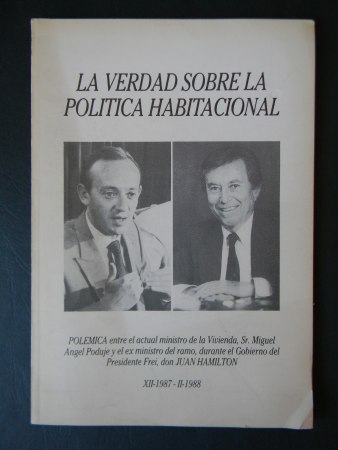 LA VERDAD SOBRE LA
POLITICA HABITACIONAL
POLEMICA entre el actual ministro de la Vivienda, Sr. Miguel
Angel Poduje y el ex ministro del ramo, durante el Gobierno del
Presidente Frei, don JUAN HAMILTON
XII-1987 - II-1988